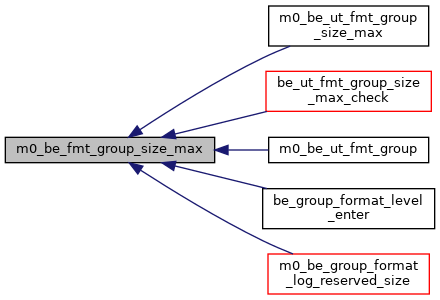 m0_be_ut_fmt_group
_size_max
be_ut_fmt_group_size
_max_check
m0_be_fmt_group_size_max
m0_be_ut_fmt_group
be_group_format_level
_enter
m0_be_group_format
_log_reserved_size